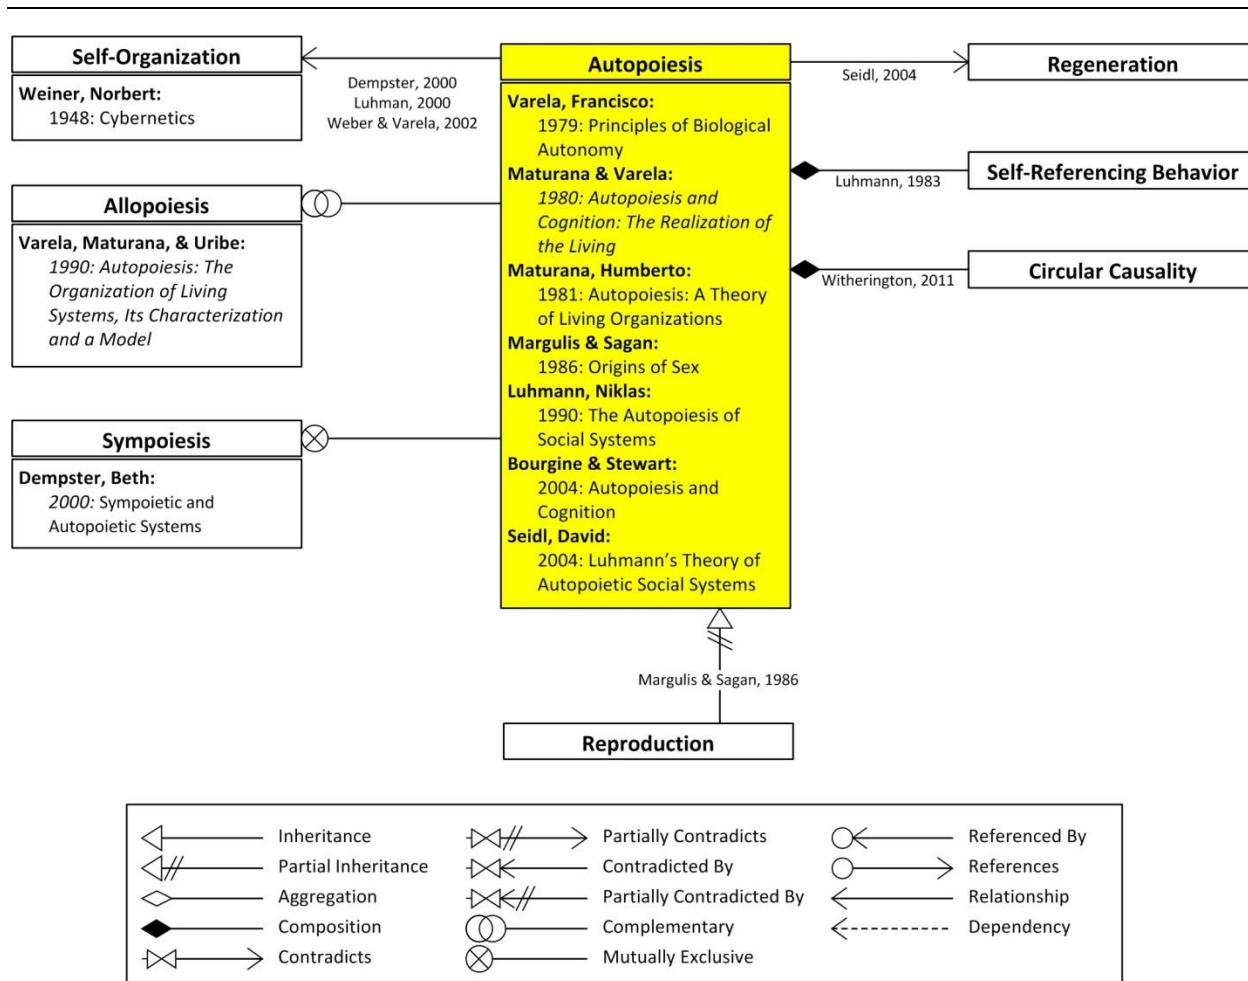 Self-Organization
Weiner, Norbert:
1948: Cybernetics
Dempster, 2000
Luhman, 2000
Weber & Varela, 2002
Allopoiesis
Varela, Maturana, & Uribe:
1990: Autopoiesis: The
Organization of Living
Systems, Its Characterization
and a Model
Sympoiesis
Dempster, Beth:
2000: Sympoietic and
Autopoietic Systems
Autopoiesis
Varela, Francisco:
1979: Principles of Biological
Autonomy
Maturana & Varela:
1980: Autopoiesis and
Cognition: The Realization of
the Living
Maturana, Humberto:
1981: Autopoiesis: A Theory
of Living Organizations
Margulis & Sagan:
1986: Origins of Sex
Luhmann, Niklas:
1990: The Autopoiesis of
Social Systems
Bourgine & Stewart:
2004: Autopoiesis and
Cognition
Seidl, David:
2004: Luhmann’s Theory of
Autopoietic Social Systems
Seidl, 2004
Regeneration
Luhmann, 1983
Self-Referencing Behavior
Witherington, 2011
Circular Causality
Margulis & Sagan, 1986
Reproduction
Inheritance
Partial Inheritance
Aggregation
Composition
Contradicts
Partially Contradicts
Contradicted By
Partially Contradicted By
Complementary
Mutually Exclusive
Referenced By
References
Relationship
Dependency